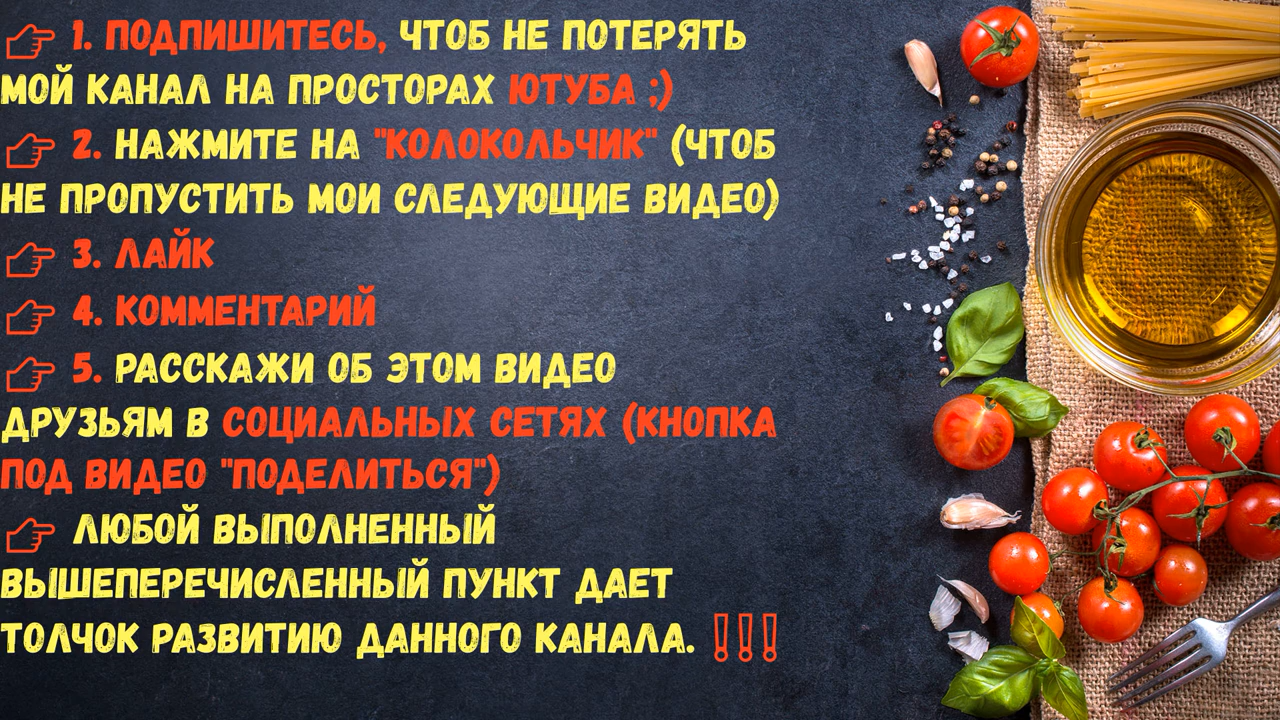 👉 1. ПОДПИШИТЕСЬ, ЧТОБ НЕ ПОТЕРЯТЬ
МОЙ КАНАЛ НА ПРОСТОРАХ ЮТУБА ;)
👉 2. НАЖМИТЕ НА "КОЛОКОЛЬЧИК" (ЧТОБ
НЕ ПРОПУСТИТЬ МОИ СЛЕДУЮЩИЕ ВИДЕО)
👉 3. ЛАЙК
👉 4. КОММЕНТАРИЙ
👉 5. РАССКАЖИ ОБ ЭТОМ ВИДЕО
ДРУЗЬЯМ В СОЦИАЛЬНЫХ СЕТЯХ (КНОПКА
ПОД ВИДЕО "ПОДЕЛИТЬСЯ")
👉 ЛЮБОЙ ВЫПОЛНЕННЫЙ
ВЫШЕПЕРЕЧИСЛЕННЫЙ ПУНКТ ДАЕТ
ТОЛЧОК РАЗВИТИЮ ДАННОГО КАНАЛА. ❗❗❗